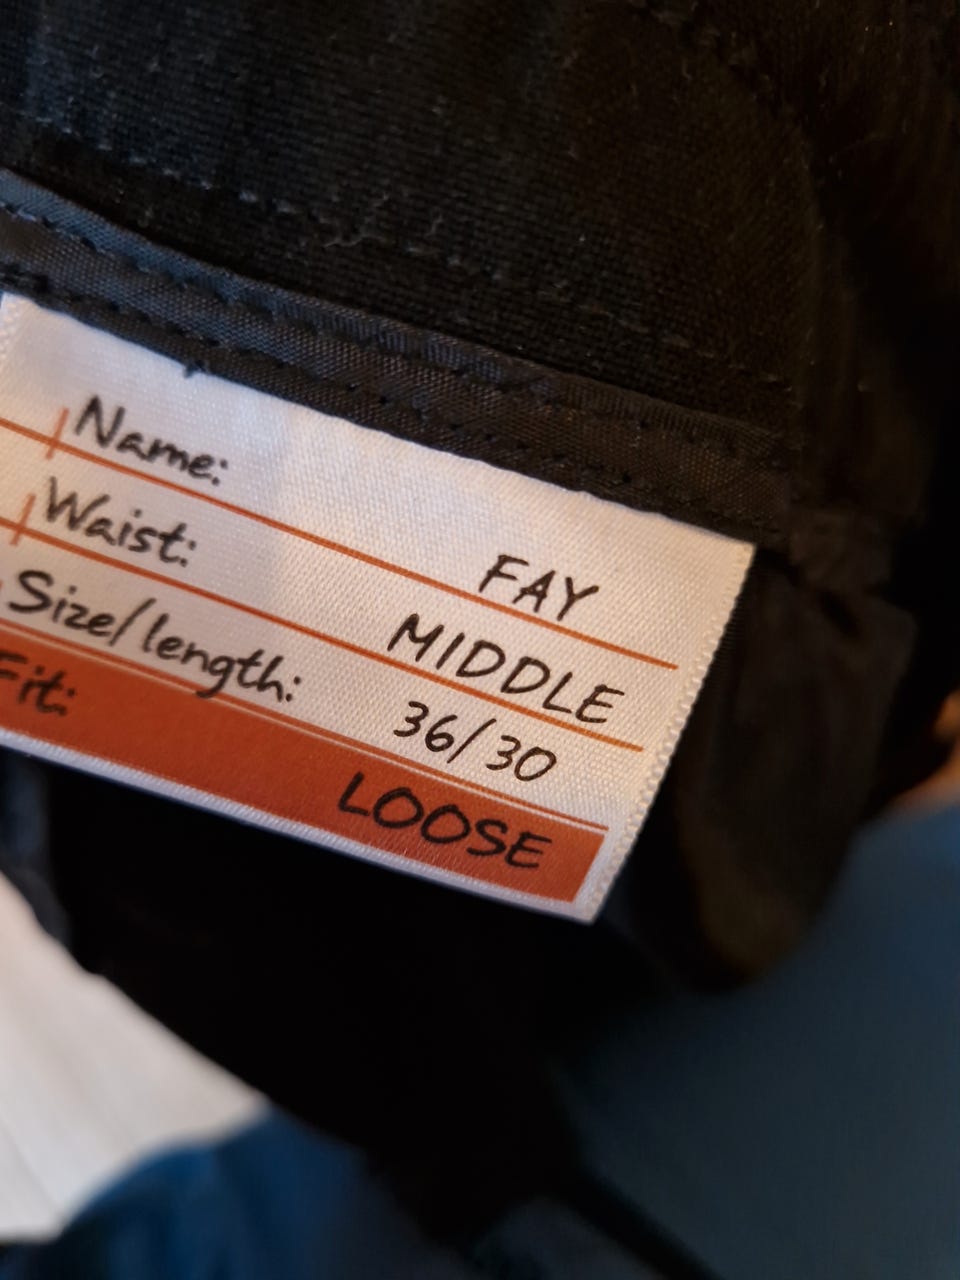 Name: FAY
Waist: MIDDLE
Size/length: 36/30
Fit: LOOSE